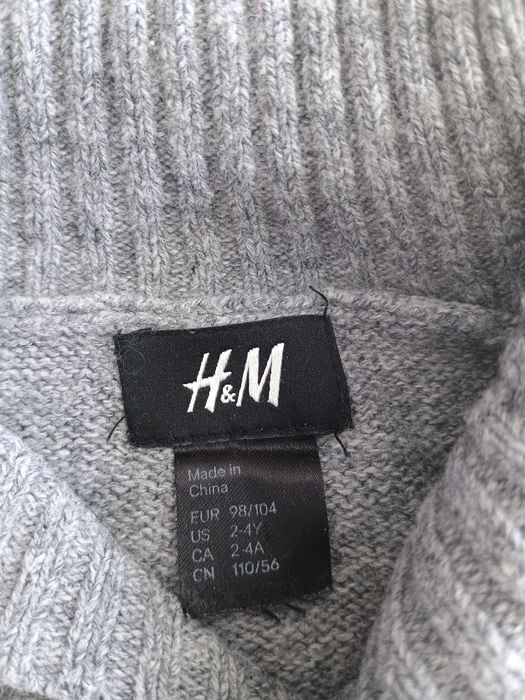 H&M
Made in
China
EUR 98/104
US 2-4Y
CA 2-4A
CN 110/56